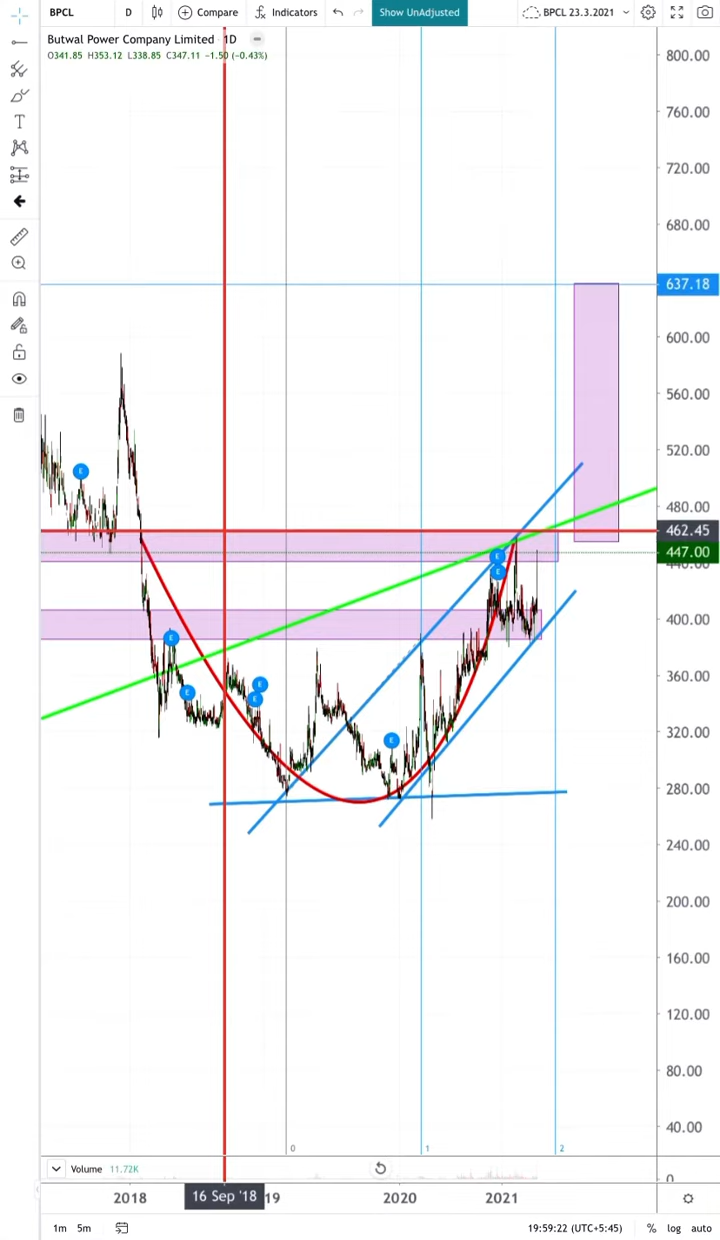 BPCL D Compare Indicators Show UnAdjusted BPCL 23.3.2021
Butwal Power Company Limited 1D
O341.85 H353.12 L338.85 C347.11 −1.50 (−0.43%)
800.00
760.00
720.00
680.00
637.18
600.00
560.00
520.00
480.00
462.45
447.00
440.00
400.00
360.00
320.00
280.00
240.00
200.00
160.00
120.00
80.00
40.00
E
E
E
E
E
E
E
E
0 1 2
Volume 11.72K
0
2018 16 Sep '18 19 2020 2021
1m 5m 19:59:22 (UTC+5:45) % log auto